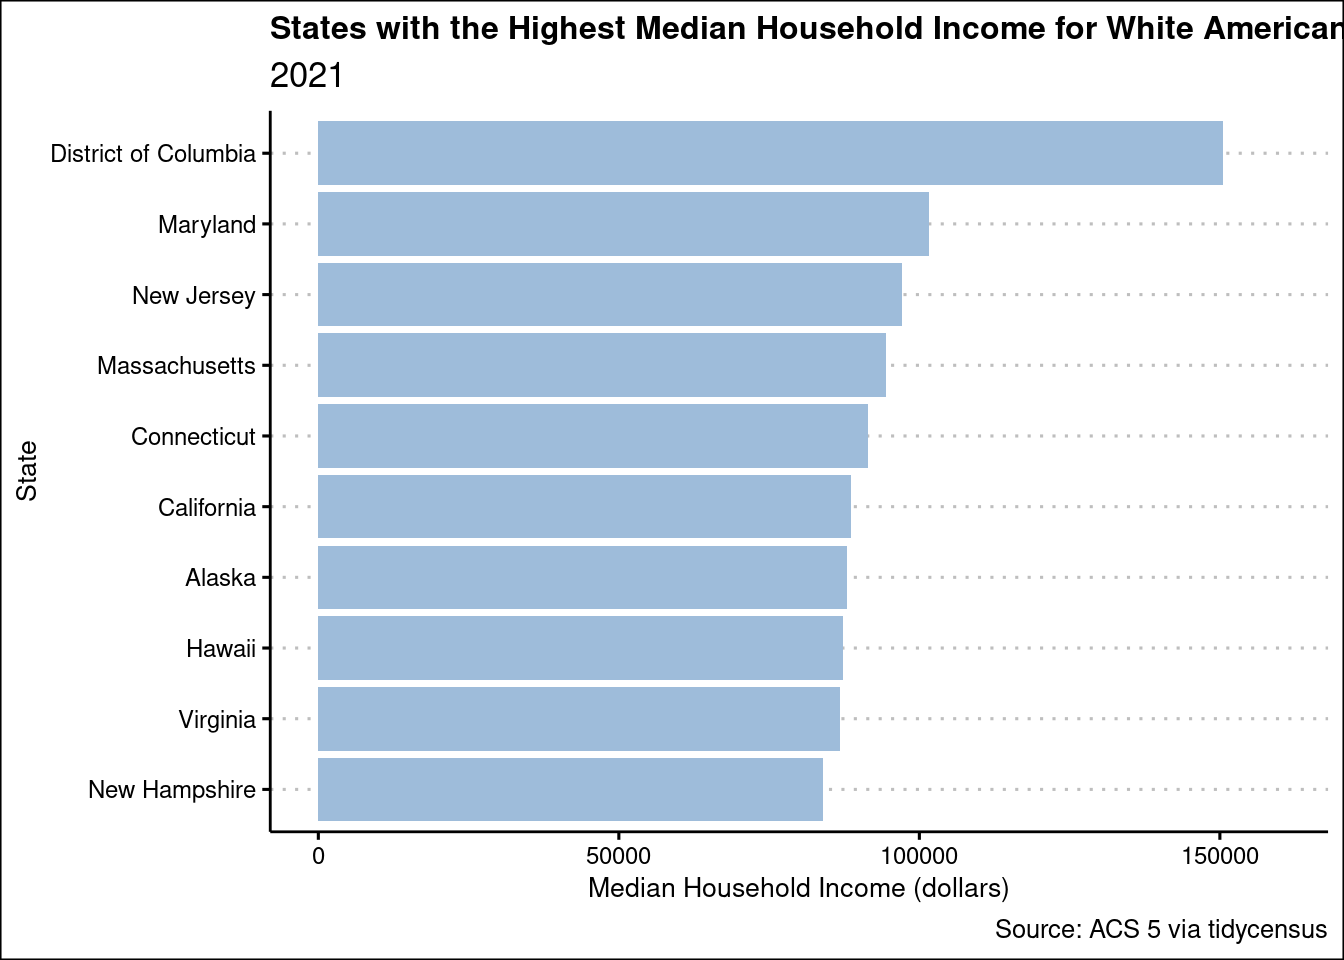 States with the Highest Median Household Income for White American
2021
District of Columbia
Maryland
New Jersey
Massachusetts
Connecticut
California
Alaska
Hawaii
Virginia
New Hampshire
State
0 50000 100000 150000
Median Household Income (dollars)
Source: ACS 5 via tidycensus